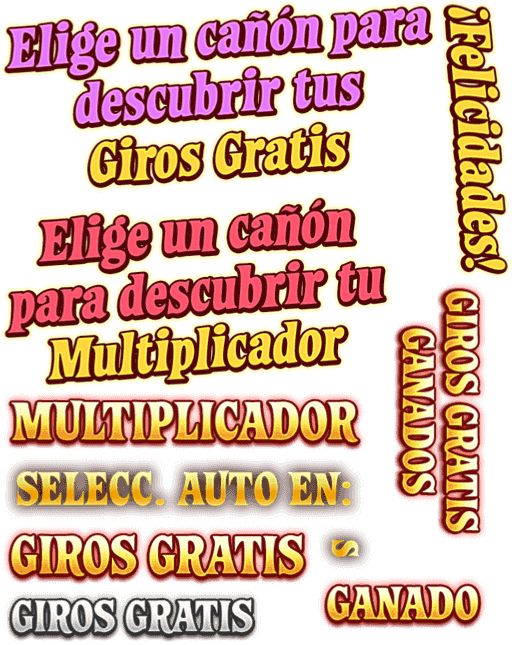 Elige un cañón para
descubrir tus
Giros Gratis
¡Felicidades!
Elige un cañón
para descubrir tu
Multiplicador
GIROS GRATIS
GANADOS
MULTIPLICADOR
SELECC. AUTO EN:
GIROS GRATIS
S
GANADO
GIROS GRATIS